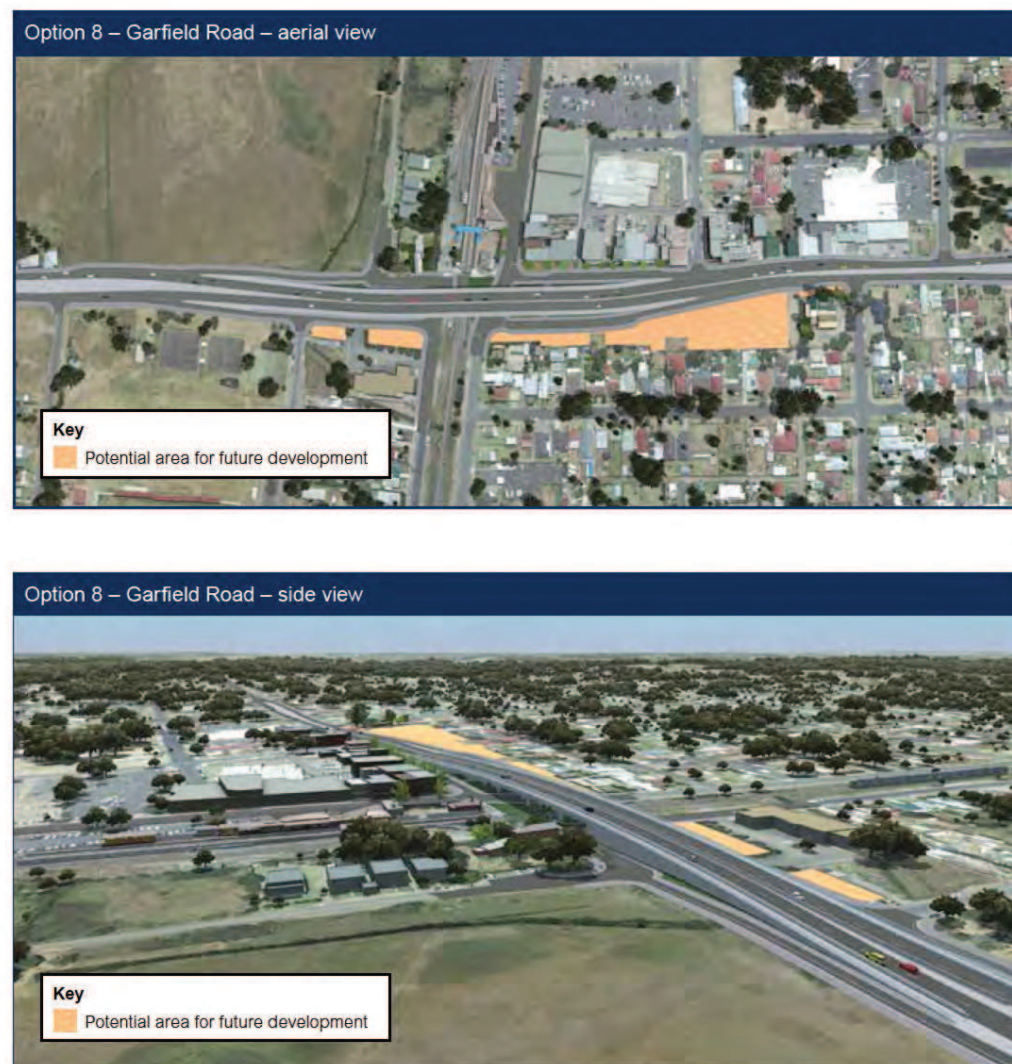 Option 8 – Garfield Road – aerial view
Key
Potential area for future development
Option 8 – Garfield Road – side view
Key
Potential area for future development